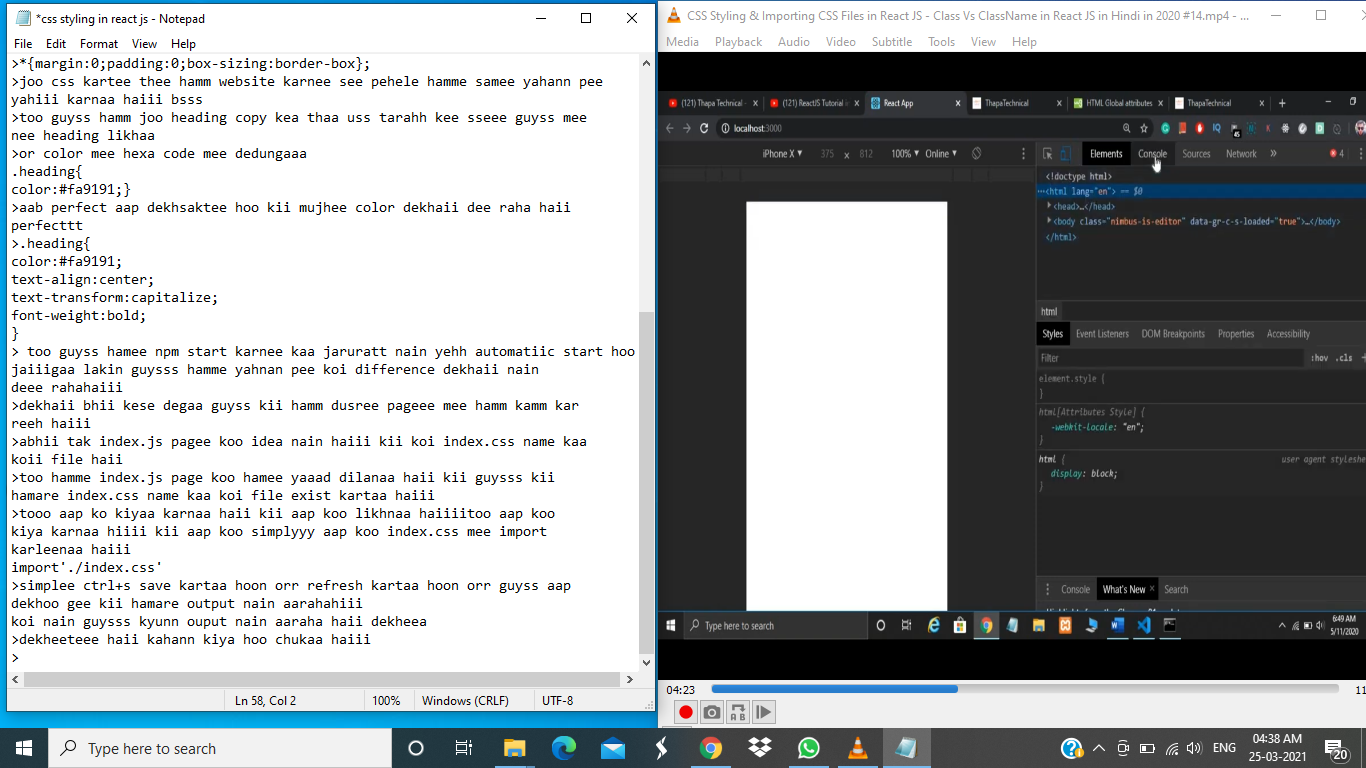 *css styling in react js - Notepad
File Edit Format View Help
>*{margin:0;padding:0;box-sizing:border-box};
>joo css kartee thee hamm website karnee see pehele hamme samee yahann pee
yahiii karnaa haiii bsss
>too guyss hamm joo heading copy kea thaa uss tarahh kee sseee guyss mee
nee heading likhaa
>or color mee hexa code mee dedungaaa
.heading{
color:#fa9191;}
>aab perfect aap dekhsaktee hoo kii mujhee color dekhaii dee raha haii
perfecttt
>.heading{
color:#fa9191;
text-align:center;
text-transform:capitalize;
font-weight:bold;
}
> too guyss hamee npm start karnee kaa jaruratt nain yehh automatiic start hoo
jaiiigaa lakin guysss hamme yahnan pee koi difference dekhaii nain
deee rahahaiii
>dekhaii bhii kese degaa guyss kii hamm dusree pageee mee hamm kamm kar
reeh haiii
>abhii tak index.js pagee koo idea nain haiii kii koi index.css name kaa
koii file haii
>too hamme index.js page koo hamee yaaad dilanaa haii kii guysss kii
hamare index.css name kaa koi file exist kartaa haiii
>tooo aap ko kiyaa karnaa haii kii aap koo likhnaa haiiiitoo aap koo
kiya karnaa hiiii kii aap koo simplyyy aap koo index.css mee import
karleenaa haiii
import'./index.css'
>simplee ctrl+s save kartaa hoon orr refresh kartaa hoon orr guyss aap
dekhoo gee kii hamare output nain aarahahiii
koi nain guysss kyunn ouput nain aaraha haii dekheea
>dekheeteee haii kahann kiya hoo chukaa haiii
>
Ln 58, Col 2 100% Windows (CRLF) UTF-8
CSS Styling & Importing CSS Files in React JS - Class Vs ClassName in React JS in Hindi in 2020 #14.mp4 - ...
Media Playback Audio Video Subtitle Tools View Help
(121) Thapa Technical - (121) ReactJS Tutorial in React App ThapaTechnical HTML Global attributes ThapaTechnical
localhost:3000
45
iPhone X 375 x 812 100% Online
Elements Console Sources Network 4
<!doctype html>
<html lang="en"> == $0
<head>…</head>
<body class="nimbus-is-editor" data-gr-c-s-loaded="true">…</body>
</html>
html
Styles Event Listeners DOM Breakpoints Properties Accessibility
Filter :hov .cls
element.style {
}
html[Attributes Style] {
-webkit-locale: "en";
}
html { user agent styleshe
display: block;
}
Console What's New Search
Type here to search
6:49 AM
5/11/2020
04:23 11
A B
Type here to search
ENG
04:38 AM
25-03-2021
20